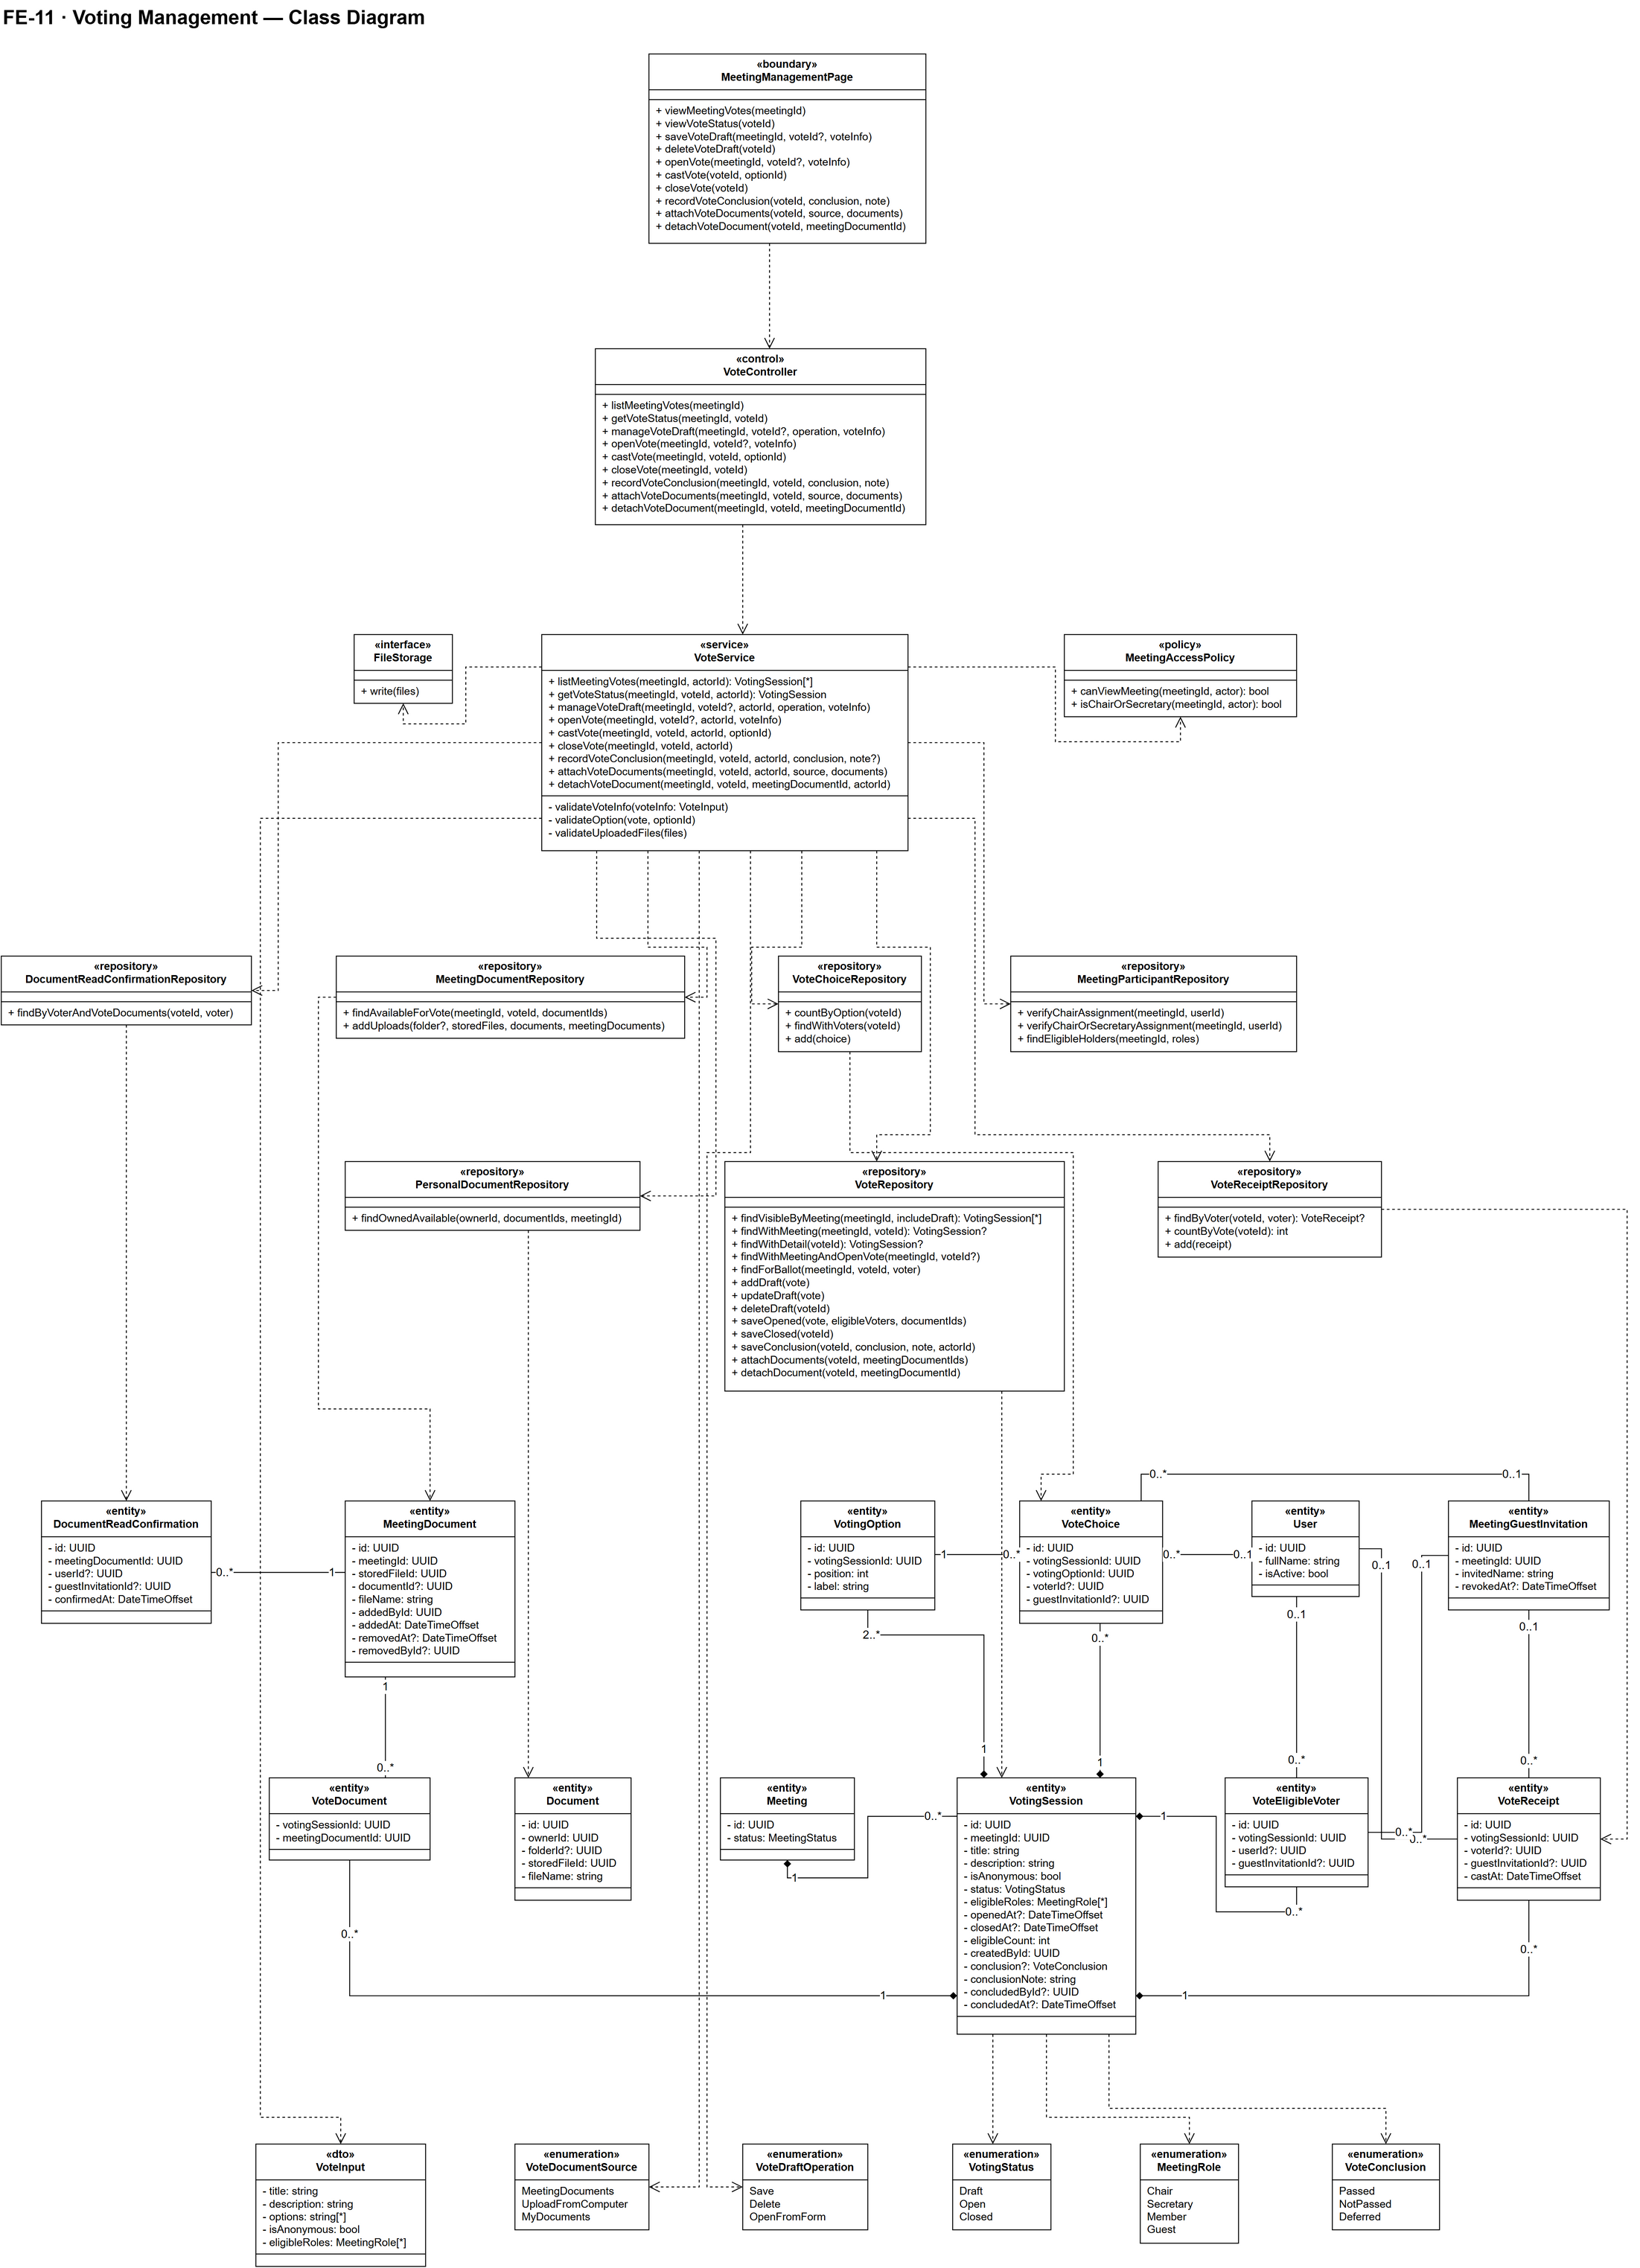 FE-11 · Voting Management — Class Diagram
«boundary»
MeetingManagementPage
+ viewMeetingVotes(meetingId)
+ viewVoteStatus(voteId)
+ saveVoteDraft(meetingId, voteId?, voteInfo)
+ deleteVoteDraft(voteId)
+ openVote(meetingId, voteId?, voteInfo)
+ castVote(voteId, optionId)
+ closeVote(voteId)
+ recordVoteConclusion(voteId, conclusion, note)
+ attachVoteDocuments(voteId, source, documents)
+ detachVoteDocument(voteId, meetingDocumentId)
«control»
VoteController
+ listMeetingVotes(meetingId)
+ getVoteStatus(meetingId, voteId)
+ manageVoteDraft(meetingId, voteId?, operation, voteInfo)
+ openVote(meetingId, voteId?, voteInfo)
+ castVote(meetingId, voteId, optionId)
+ closeVote(meetingId, voteId)
+ recordVoteConclusion(meetingId, voteId, conclusion, note)
+ attachVoteDocuments(meetingId, voteId, source, documents)
+ detachVoteDocument(meetingId, voteId, meetingDocumentId)
«interface»
FileStorage
+ write(files)
«service»
VoteService
+ listMeetingVotes(meetingId, actorId): VotingSession[*]
+ getVoteStatus(meetingId, voteId, actorId): VotingSession
+ manageVoteDraft(meetingId, voteId?, actorId, operation, voteInfo)
+ openVote(meetingId, voteId?, actorId, voteInfo)
+ castVote(meetingId, voteId, actorId, optionId)
+ closeVote(meetingId, voteId, actorId)
+ recordVoteConclusion(meetingId, voteId, actorId, conclusion, note?)
+ attachVoteDocuments(meetingId, voteId, actorId, source, documents)
+ detachVoteDocument(meetingId, voteId, meetingDocumentId, actorId)
- validateVoteInfo(voteInfo: VoteInput)
- validateOption(vote, optionId)
- validateUploadedFiles(files)
«policy»
MeetingAccessPolicy
+ canViewMeeting(meetingId, actor): bool
+ isChairOrSecretary(meetingId, actor): bool
«repository»
DocumentReadConfirmationRepository
+ findByVoterAndVoteDocuments(voteId, voter)
«repository»
MeetingDocumentRepository
+ findAvailableForVote(meetingId, voteId, documentIds)
+ addUploads(folder?, storedFiles, documents, meetingDocuments)
«repository»
VoteChoiceRepository
+ countByOption(voteId)
+ findWithVoters(voteId)
+ add(choice)
«repository»
MeetingParticipantRepository
+ verifyChairAssignment(meetingId, userId)
+ verifyChairOrSecretaryAssignment(meetingId, userId)
+ findEligibleHolders(meetingId, roles)
«repository»
PersonalDocumentRepository
+ findOwnedAvailable(ownerId, documentIds, meetingId)
«repository»
VoteRepository
+ findVisibleByMeeting(meetingId, includeDraft): VotingSession[*]
+ findWithMeeting(meetingId, voteId): VotingSession?
+ findWithDetail(voteId): VotingSession?
+ findWithMeetingAndOpenVote(meetingId, voteId?)
+ findForBallot(meetingId, voteId, voter)
+ addDraft(vote)
+ updateDraft(vote)
+ deleteDraft(voteId)
+ saveOpened(vote, eligibleVoters, documentIds)
+ saveClosed(voteId)
+ saveConclusion(voteId, conclusion, note, actorId)
+ attachDocuments(voteId, meetingDocumentIds)
+ detachDocument(voteId, meetingDocumentId)
«repository»
VoteReceiptRepository
+ findByVoter(voteId, voter): VoteReceipt?
+ countByVote(voteId): int
+ add(receipt)
0..*
0..1
«entity»
DocumentReadConfirmation
- id: UUID
- meetingDocumentId: UUID
- userId?: UUID
- guestInvitationId?: UUID
- confirmedAt: DateTimeOffset
0..*
1
«entity»
MeetingDocument
- id: UUID
- meetingId: UUID
- storedFileId: UUID
- documentId?: UUID
- fileName: string
- addedById: UUID
- addedAt: DateTimeOffset
- removedAt?: DateTimeOffset
- removedById?: UUID
«entity»
VotingOption
- id: UUID
- votingSessionId: UUID
- position: int
- label: string
1
0..*
«entity»
VoteChoice
- id: UUID
- votingSessionId: UUID
- votingOptionId: UUID
- voterId?: UUID
- guestInvitationId?: UUID
0..*
0..1
«entity»
User
- id: UUID
- fullName: string
- isActive: bool
0..1
0..1
«entity»
MeetingGuestInvitation
- id: UUID
- meetingId: UUID
- invitedName: string
- revokedAt?: DateTimeOffset
0..1
0..1
2..*
0..*
1
0..*
1
1
0..*
0..*
«entity»
VoteDocument
- votingSessionId: UUID
- meetingDocumentId: UUID
«entity»
Document
- id: UUID
- ownerId: UUID
- folderId?: UUID
- storedFileId: UUID
- fileName: string
«entity»
Meeting
- id: UUID
- status: MeetingStatus
1
0..*
«entity»
VotingSession
- id: UUID
- meetingId: UUID
- title: string
- description: string
- isAnonymous: bool
- status: VotingStatus
- eligibleRoles: MeetingRole[*]
- openedAt?: DateTimeOffset
- closedAt?: DateTimeOffset
- eligibleCount: int
- createdById: UUID
- conclusion?: VoteConclusion
- conclusionNote: string
- concludedById?: UUID
- concludedAt?: DateTimeOffset
1
«entity»
VoteEligibleVoter
- id: UUID
- votingSessionId: UUID
- userId?: UUID
- guestInvitationId?: UUID
0..*
0..*
«entity»
VoteReceipt
- id: UUID
- votingSessionId: UUID
- voterId?: UUID
- guestInvitationId?: UUID
- castAt: DateTimeOffset
0..*
0..*
0..*
1
1
«dto»
VoteInput
- title: string
- description: string
- options: string[*]
- isAnonymous: bool
- eligibleRoles: MeetingRole[*]
«enumeration»
VoteDocumentSource
MeetingDocuments
UploadFromComputer
MyDocuments
«enumeration»
VoteDraftOperation
Save
Delete
OpenFromForm
«enumeration»
VotingStatus
Draft
Open
Closed
«enumeration»
MeetingRole
Chair
Secretary
Member
Guest
«enumeration»
VoteConclusion
Passed
NotPassed
Deferred